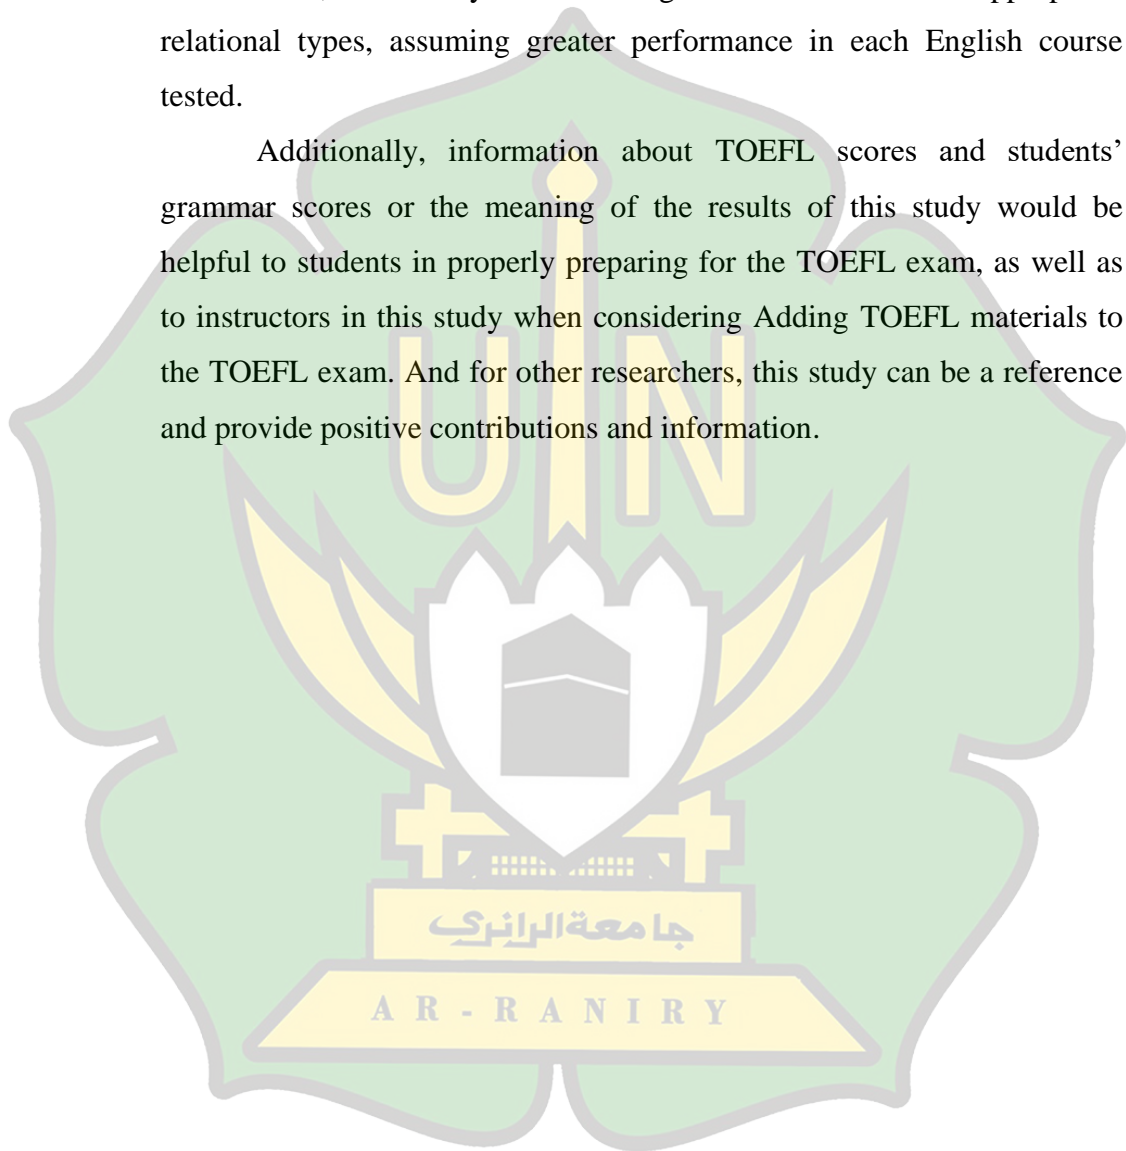 relational types, assuming greater performance in each English course
tested.
Additionally, information about TOEFL scores and students’
grammar scores or the meaning of the results of this study would be
helpful to students in properly preparing for the TOEFL exam, as well as
to instructors in this study when considering Adding TOEFL materials to
the TOEFL exam. And for other researchers, this study can be a reference
and provide positive contributions and information.
UIN
جامعة الرانري
AR-RANIRY